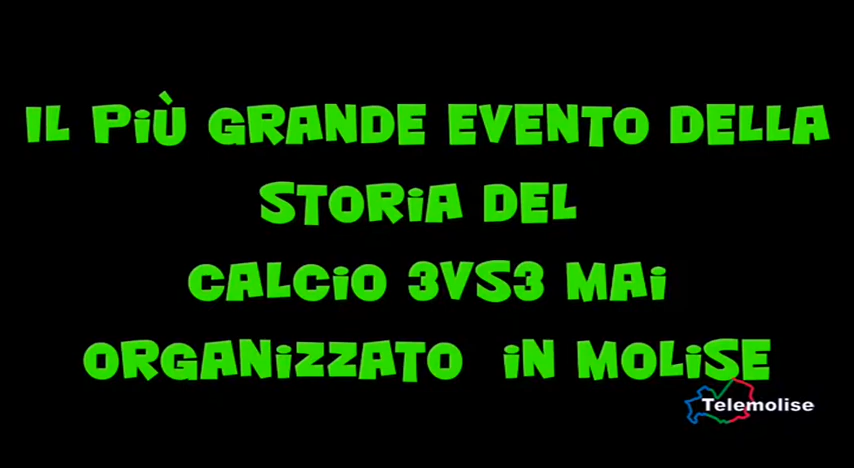 IL PIÙ GRANDE EVENTO DELLA
STORIA DEL
CALCIO 3VS3 MAI
ORGANIZZATO IN MOLISE
Telemolise